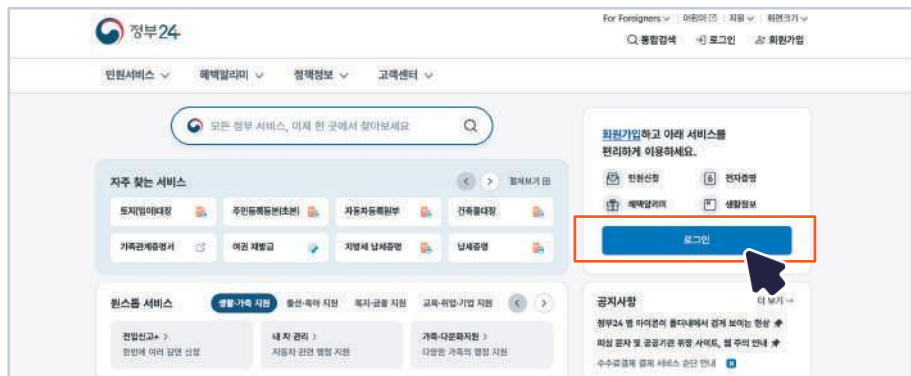 정부24
For Foreigners 어린이 지원 화면크기
통합검색 로그인 회원가입
민원서비스 혜택알리미 정책정보 고객센터
모든 정부 서비스, 이제 한 곳에서 찾아보세요
회원가입하고 아래 서비스를
편리하게 이용하세요.
자주 찾는 서비스 펼쳐보기
민원신청 전자증명
혜택알리미 생활정보
토지(임야)대장 주민등록등본(초본) 자동차등록원부 건축물대장
가족관계증명서 여권 재발급 지방세 납세증명 납세증명
로그인
원스톱 서비스 생활·가족 지원 출산·육아 지원 복지·금융 지원 교육·취업·기업 지원
공지사항 더 보기
전입신고+ 내 차 관리 가족·다문화지원
한번에 여러 감면 신청 자동차 관련 행정 지원 다양한 가족의 행정 지원
정부24 앱 아이콘이 폴더내에서 검게 보이는 현상
피싱 문자 및 공공기관 위장 사이트, 웹 주의 안내
수수료결제 결제 서비스 순단 안내